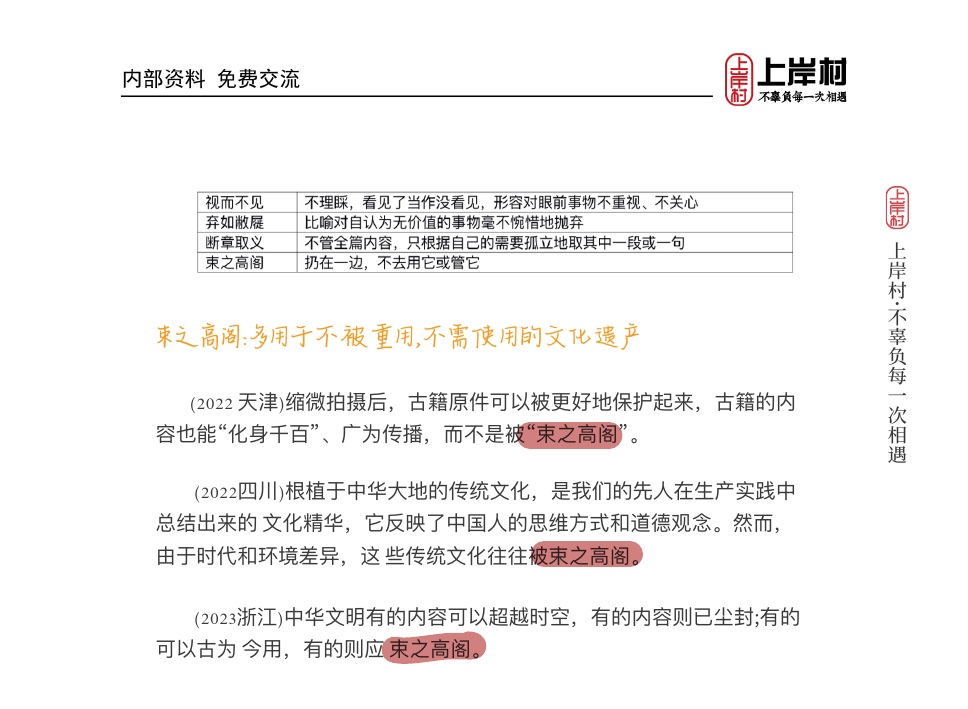 内部资料 免费交流
上岸村
上岸村
不辜负每一次相遇
视而不见 不理睬，看见了当作没看见，形容对眼前事物不重视、不关心
弃如敝屣 比喻对自认为无价值的事物毫不惋惜地抛弃
断章取义 不管全篇内容，只根据自己的需要孤立地取其中一段或一句
束之高阁 扔在一边，不去用它或管它
上岸村
上岸村·不辜负每一次相遇
束之高阁:多用于不被重用,不需使用的文化遗产
(2022 天津)缩微拍摄后，古籍原件可以被更好地保护起来，古籍的内
容也能“化身千百”、广为传播，而不是被“束之高阁”。
(2022四川)根植于中华大地的传统文化，是我们的先人在生产实践中
总结出来的 文化精华，它反映了中国人的思维方式和道德观念。然而，
由于时代和环境差异，这 些传统文化往往被束之高阁。
(2023浙江)中华文明有的内容可以超越时空，有的内容则已尘封;有的
可以古为 今用，有的则应 束之高阁。